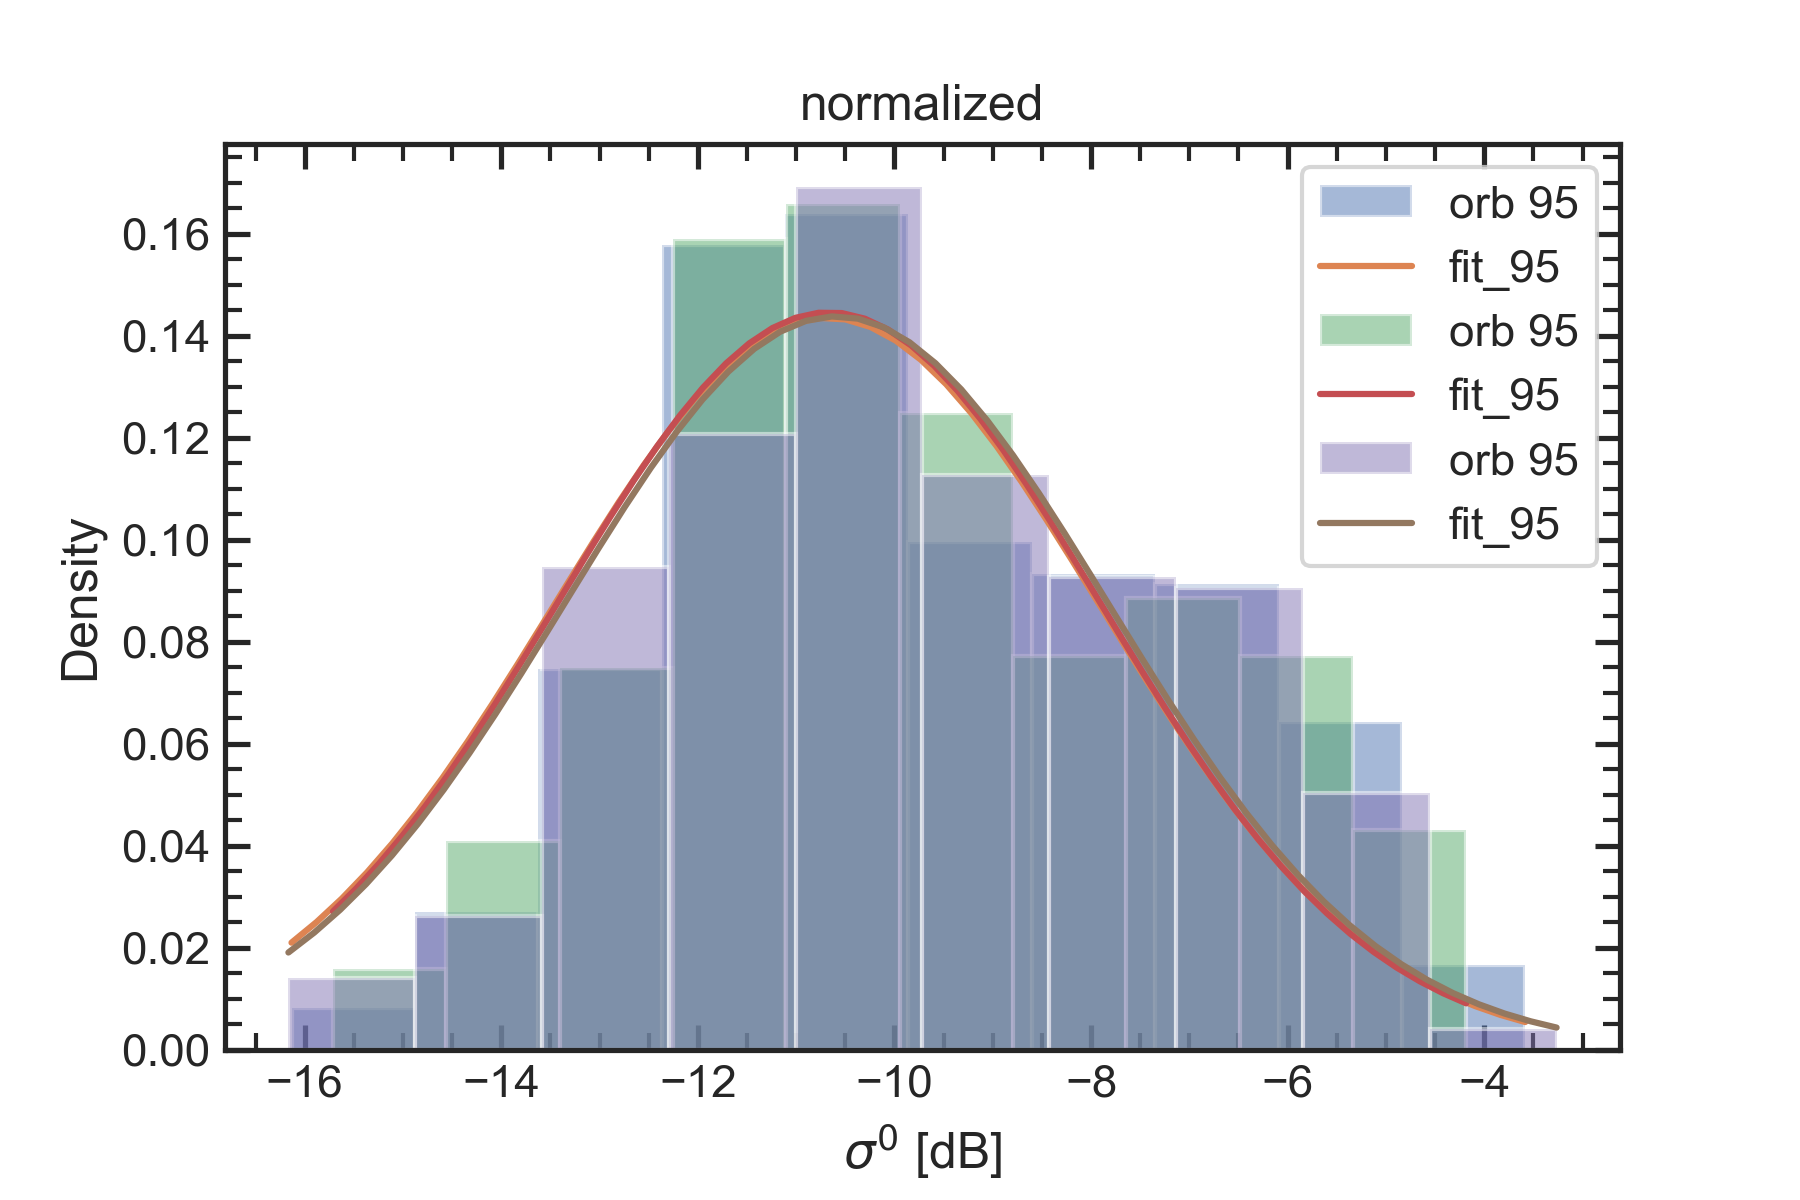 normalized
orb 95
fit_95
orb 95
fit_95
orb 95
fit_95
Density
0.16
0.14
0.12
0.10
0.08
0.06
0.04
0.02
0.00
−16 −14 −12 −10 −8 −6 −4
σ⁰ [dB]